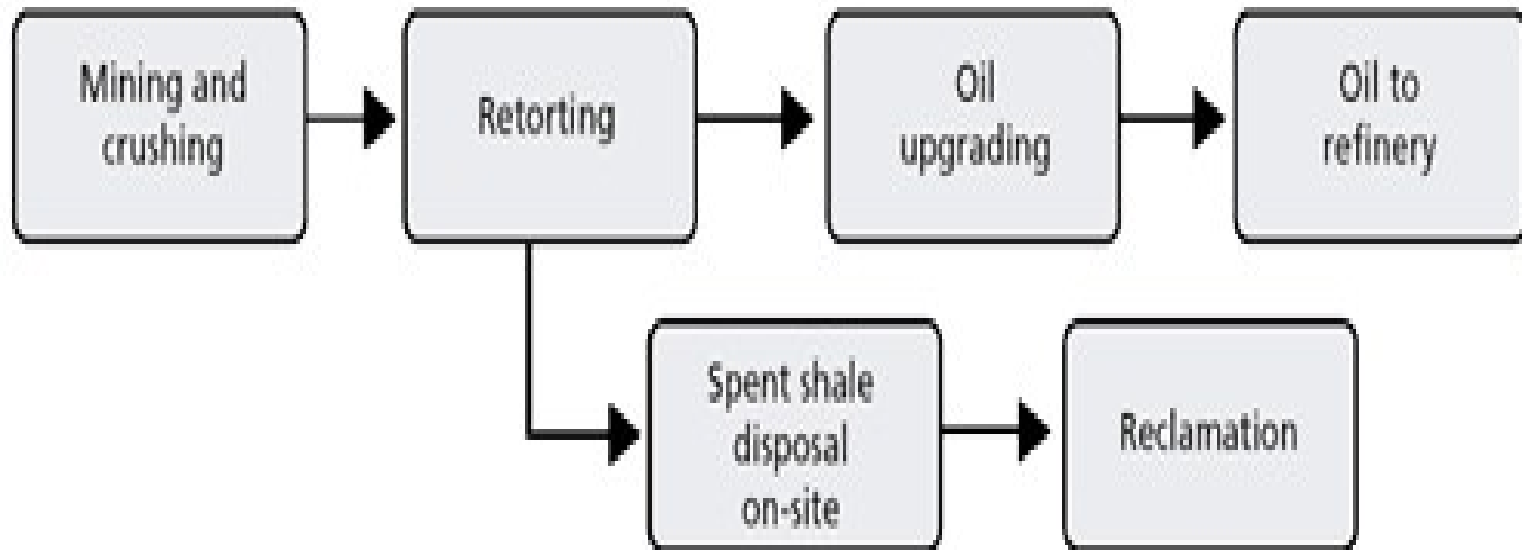 Mining and
crushing
Retorting
Oil
upgrading
Oil to
refinery
Spent shale
disposal
on-site
Reclamation